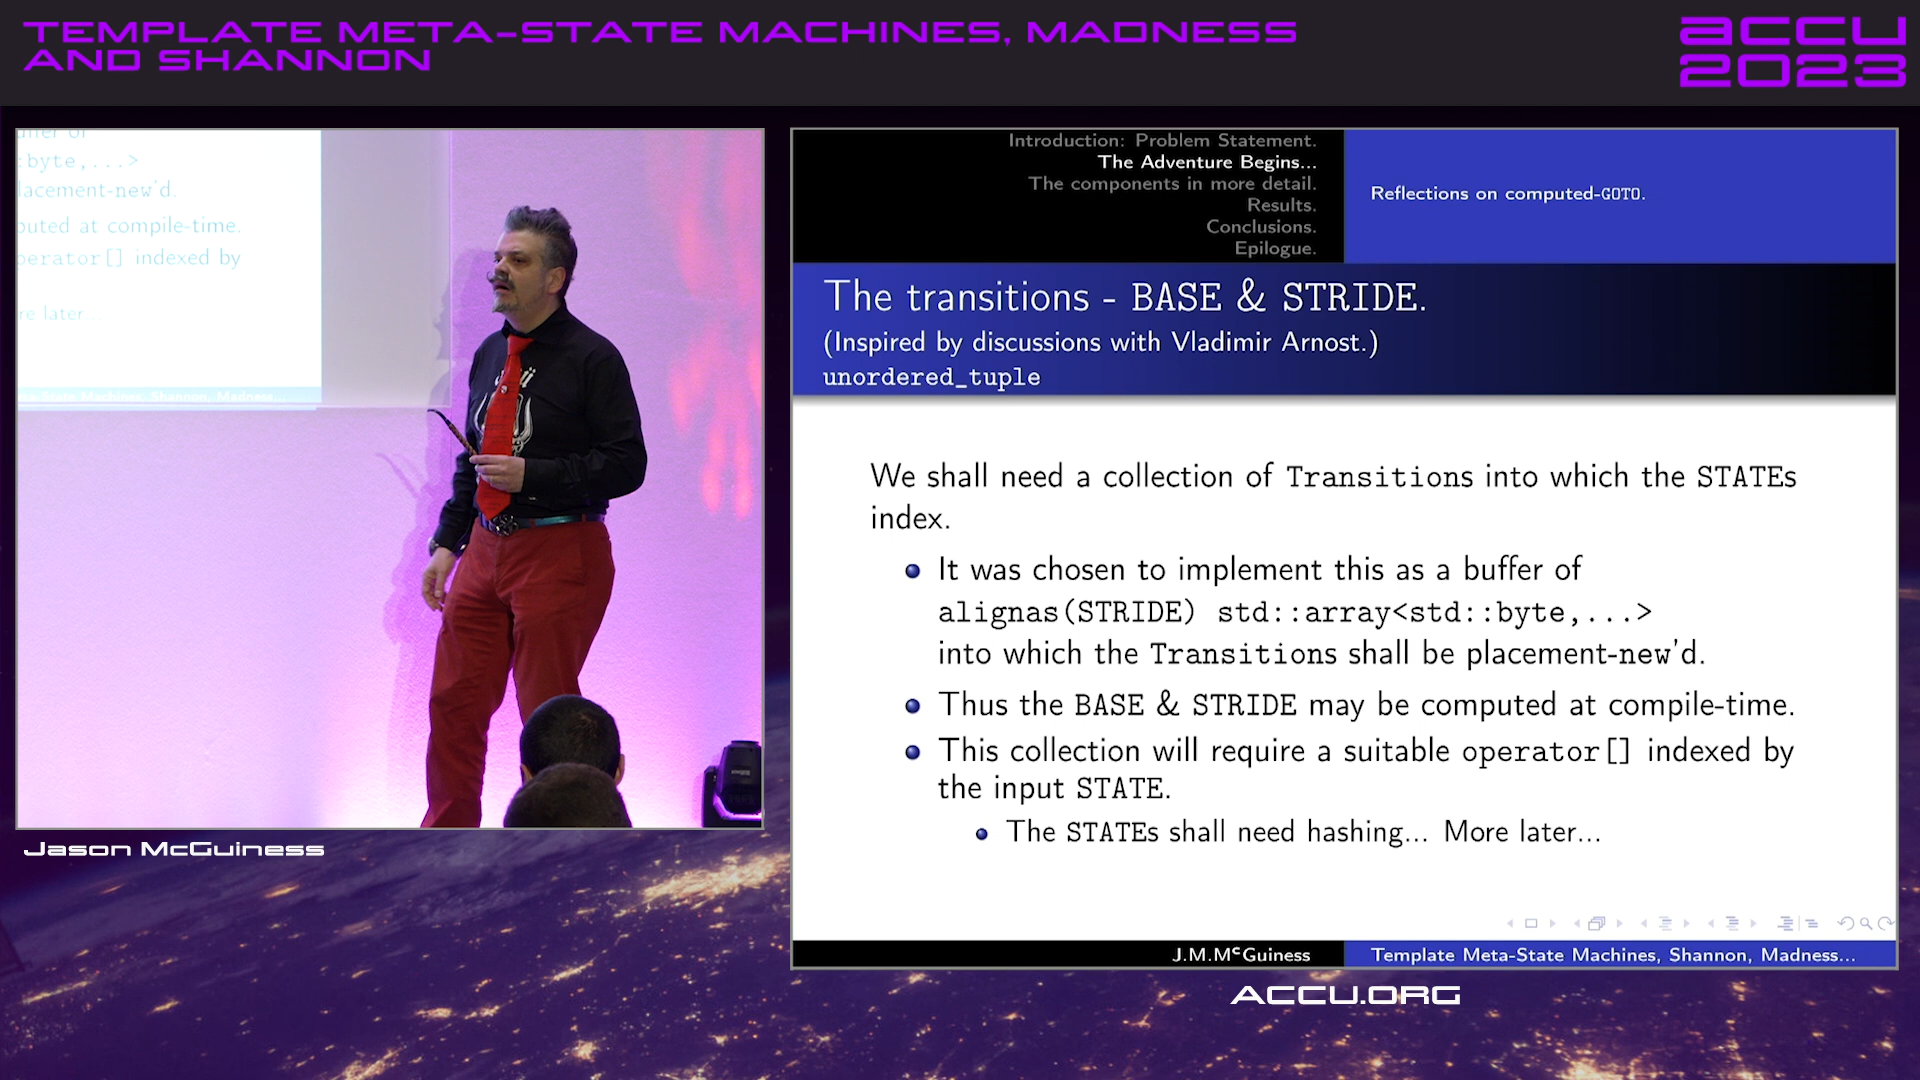 TEMPLATE META-STATE MACHINES, MADNESS
AND SHANNON
accu
2023
:byte,...>
lacement-new'd.
puted at compile-time.
perator[] indexed by
re later...
Jason McGuiness
Introduction: Problem Statement.
The Adventure Begins...
The components in more detail.
Results.
Conclusions.
Epilogue.
Reflections on computed-GOTO.
The transitions - BASE & STRIDE.
(Inspired by discussions with Vladimir Arnost.)
unordered_tuple
We shall need a collection of Transitions into which the STATEs
index.
It was chosen to implement this as a buffer of
alignas(STRIDE) std::array<std::byte,...>
into which the Transitions shall be placement-new'd.
Thus the BASE & STRIDE may be computed at compile-time.
This collection will require a suitable operator[] indexed by
the input STATE.
The STATEs shall need hashing... More later...
J.M.McGuiness
Template Meta-State Machines, Shannon, Madness...
ACCU.ORG